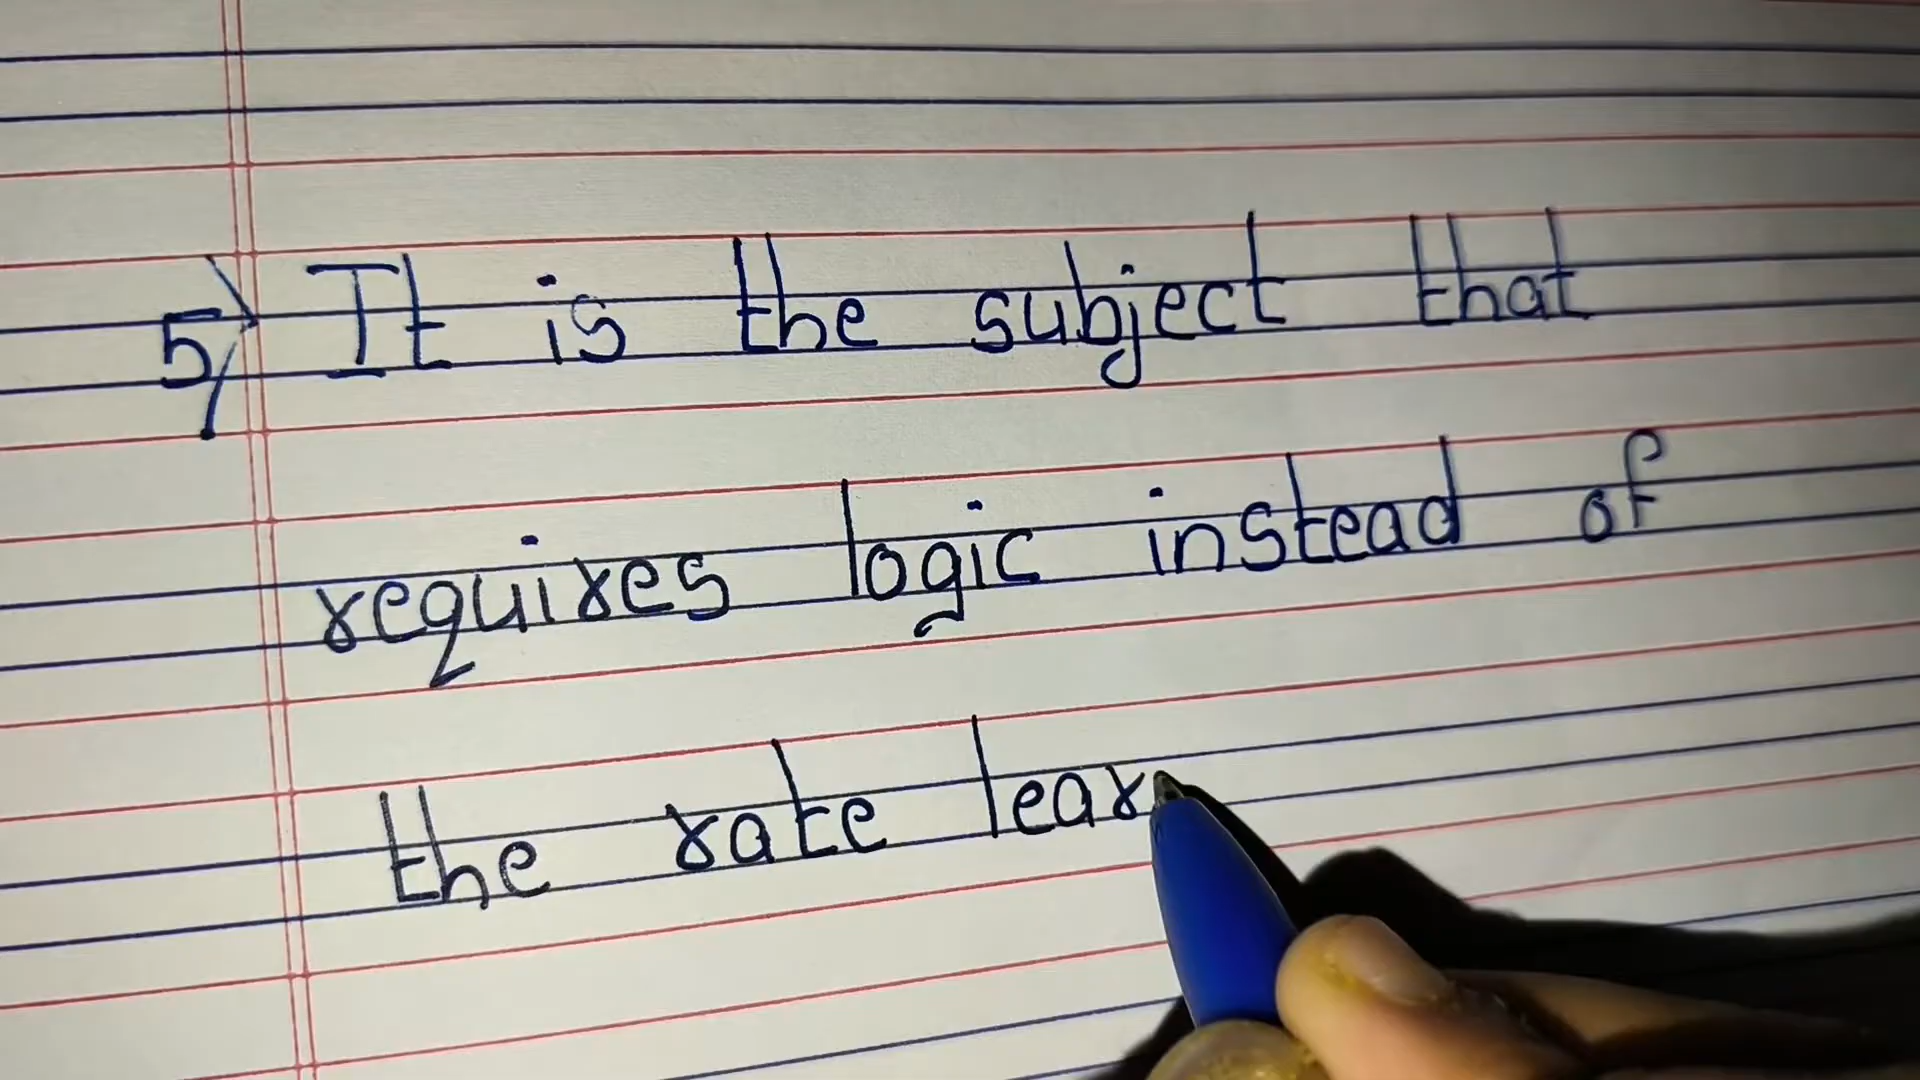 5) It is the subject that
requires logic instead of
the rate lear